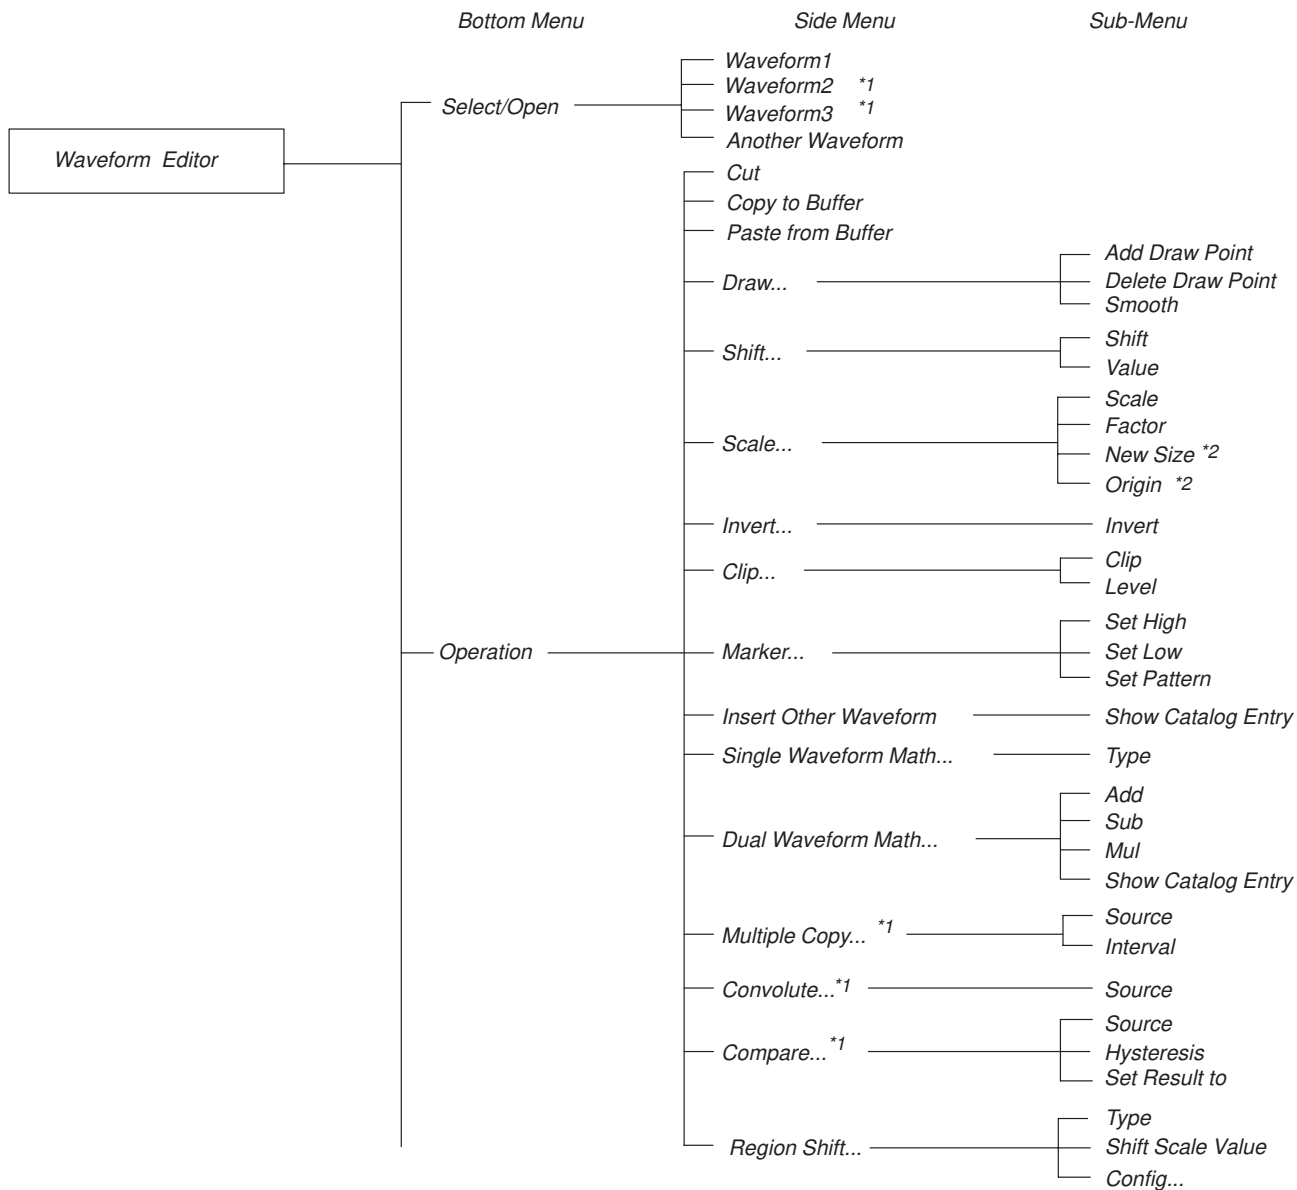 Bottom Menu Side Menu Sub-Menu
Waveform Editor
Select/Open
Waveform1
Waveform2 *1
Waveform3 *1
Another Waveform
Operation
Cut
Copy to Buffer
Paste from Buffer
Draw...
Add Draw Point
Delete Draw Point
Smooth
Shift...
Shift
Value
Scale...
Scale
Factor
New Size *2
Origin *2
Invert...
Invert
Clip...
Clip
Level
Marker...
Set High
Set Low
Set Pattern
Insert Other Waveform
Show Catalog Entry
Single Waveform Math...
Type
Dual Waveform Math...
Add
Sub
Mul
Show Catalog Entry
Multiple Copy... *1
Source
Interval
Convolute...*1
Source
Compare...*1
Source
Hysteresis
Set Result to
Region Shift...
Type
Shift Scale Value
Config...